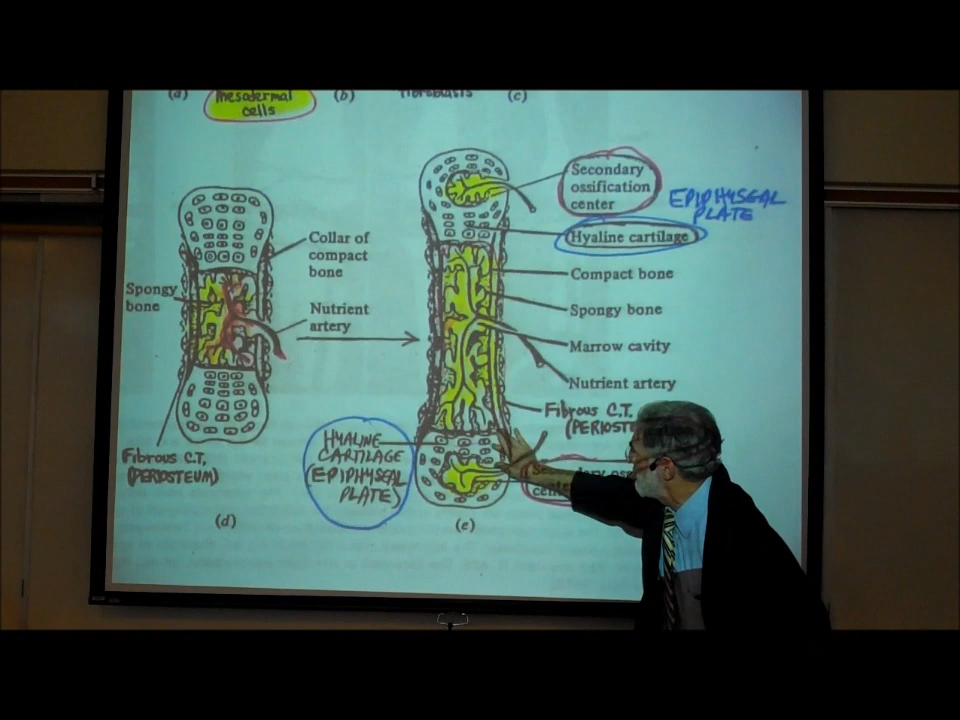 (a) Mesodermal (b) fibroblasts (c)
cells
Secondary
ossification
center
EPIPHYSEAL
PLATE
Hyaline cartilage
Collar of
compact
bone
Compact bone
Spongy
bone
Spongy bone
Nutrient
artery
Marrow cavity
Nutrient artery
Fibrous C.T.
(PERIOSTE
HYALINE
CARTILAGE
(EPIPHYSEAL
PLATE)
Fibrous C.T.
(PERIOSTEUM)
(d)
(e)